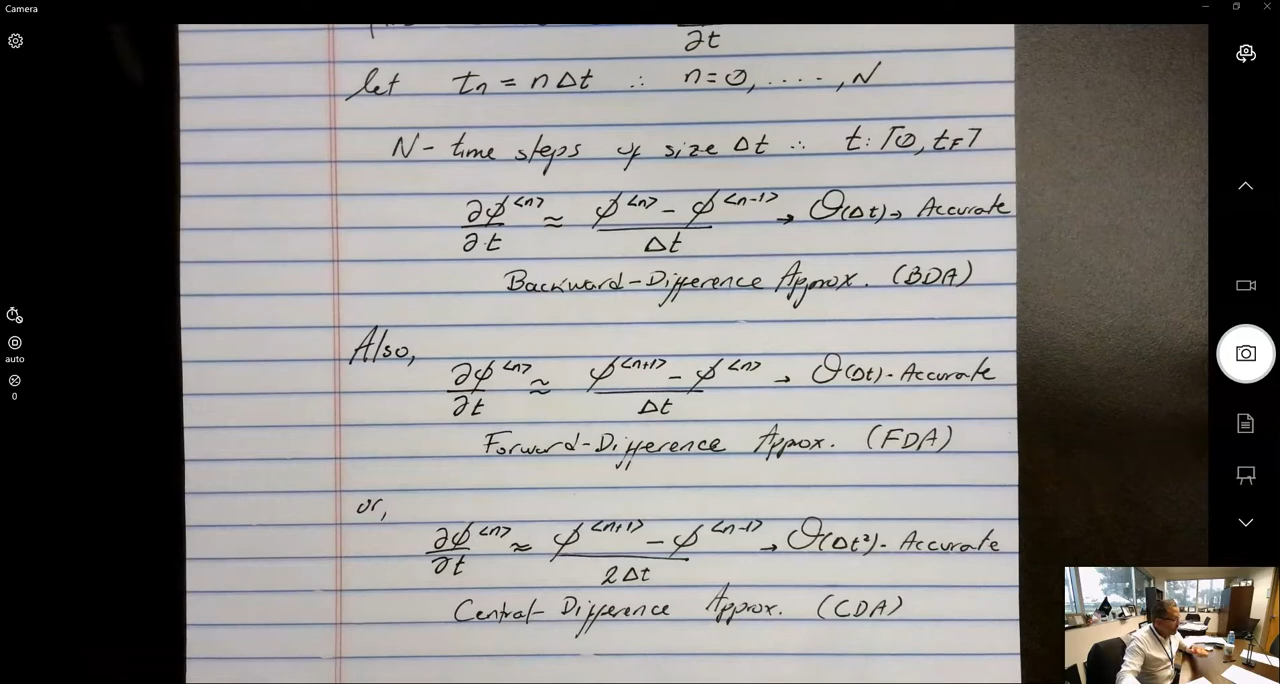 Camera
∂t
let tn = n Δt ∴ n = 0, ...., N
N - time steps of size Δt ∴ t: [0, tF]
∂φ<n>/∂t ≈ (φ<n> - φ<n-1>)/Δt → O(Δt) → Accurate
Backward-Difference Approx. (BDA)
Also,
∂φ<n>/∂t ≈ (φ<n+1> - φ<n>)/Δt → O(Δt) - Accurate
Forward-Difference Approx. (FDA)
or,
∂φ<n>/∂t ≈ (φ<n+1> - φ<n-1>)/2Δt → O(Δt²) - Accurate
Central-Difference Approx. (CDA)
auto
0